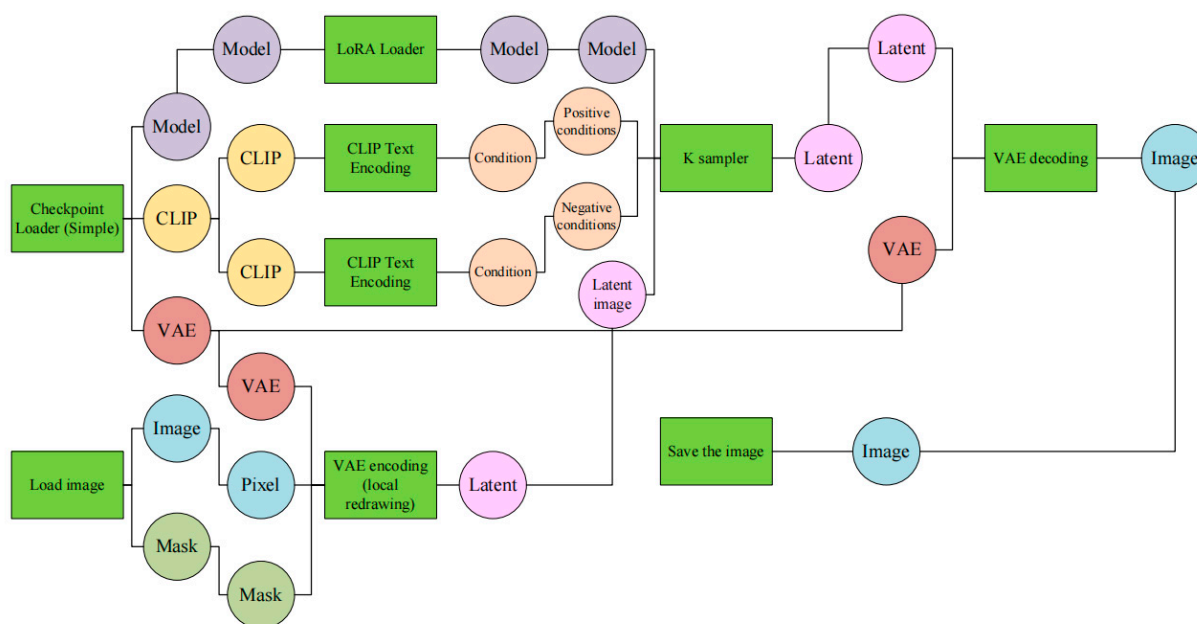 Model
LoRA Loader
Model
Model
Latent
Model
Positive
conditions
CLIP
CLIP Text
Encoding
Condition
K sampler
Latent
VAE decoding
Image
Checkpoint
Loader (Simple)
CLIP
Negative
conditions
VAE
CLIP
CLIP Text
Encoding
Condition
Latent
image
VAE
VAE
Image
Load image
Pixel
VAE encoding
(local
redrawing)
Latent
Save the image
Image
Mask
Mask